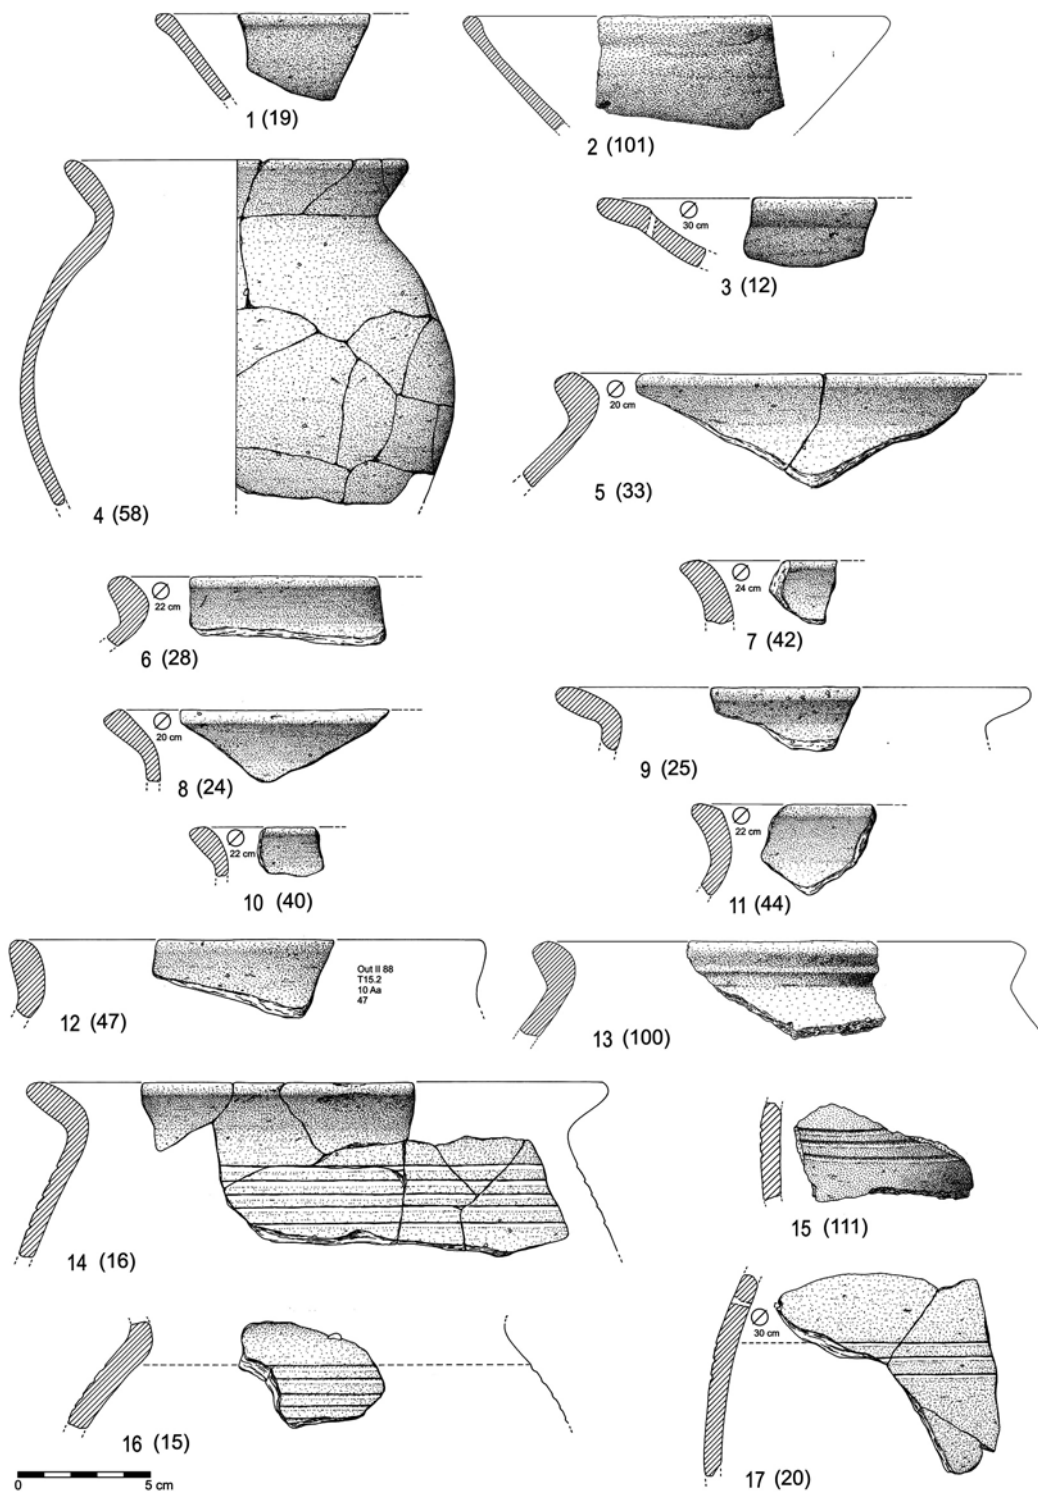 1 (19)
2 (101)
30 cm
3 (12)
4 (58)
20 cm
5 (33)
22 cm
6 (28)
24 cm
7 (42)
20 cm
8 (24)
9 (25)
22 cm
10 (40)
22 cm
11 (44)
Out II 88
T15.2
10 Aa
47
12 (47)
13 (100)
14 (16)
15 (111)
30 cm
16 (15)
17 (20)
0 5 cm